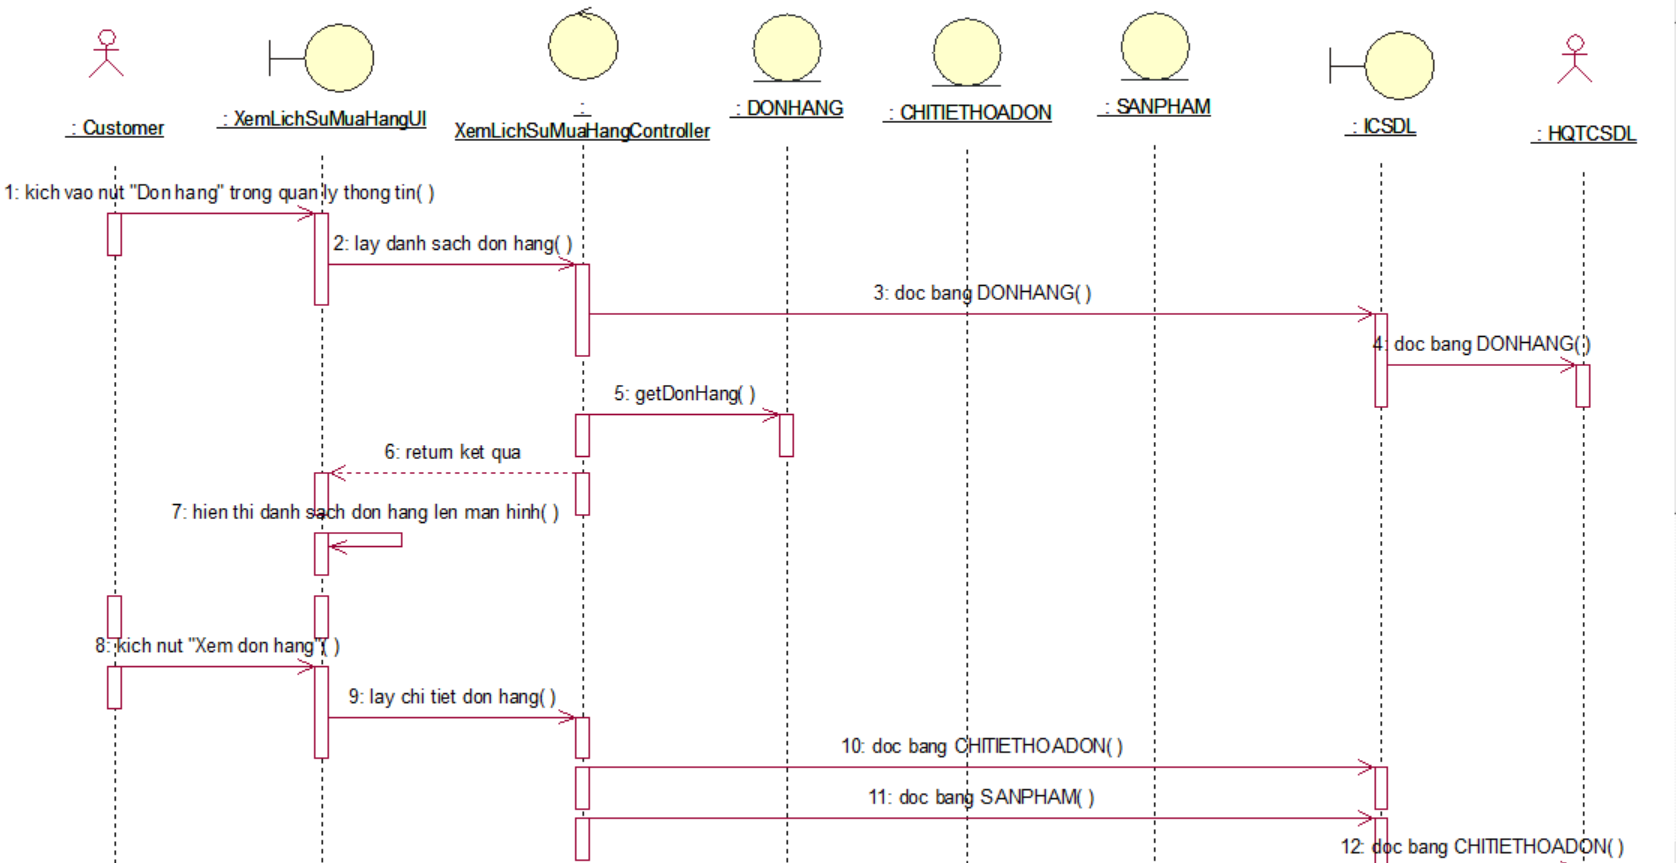 : Customer
: XemLichSuMuaHangUI
:
XemLichSuMuaHangController
: DONHANG
: CHITIETHOADON
: SANPHAM
: ICSDL
: HQTCSDL
1: kich vao nut "Don hang" trong quan ly thong tin( )
2: lay danh sach don hang( )
3: doc bang DONHANG( )
4: doc bang DONHANG( )
5: getDonHang( )
6: return ket qua
7: hien thi danh sach don hang len man hinh( )
8: kich nut "Xem don hang"( )
9: lay chi tiet don hang( )
10: doc bang CHITIETHOADON( )
11: doc bang SANPHAM( )
12: doc bang CHITIETHOADON( )